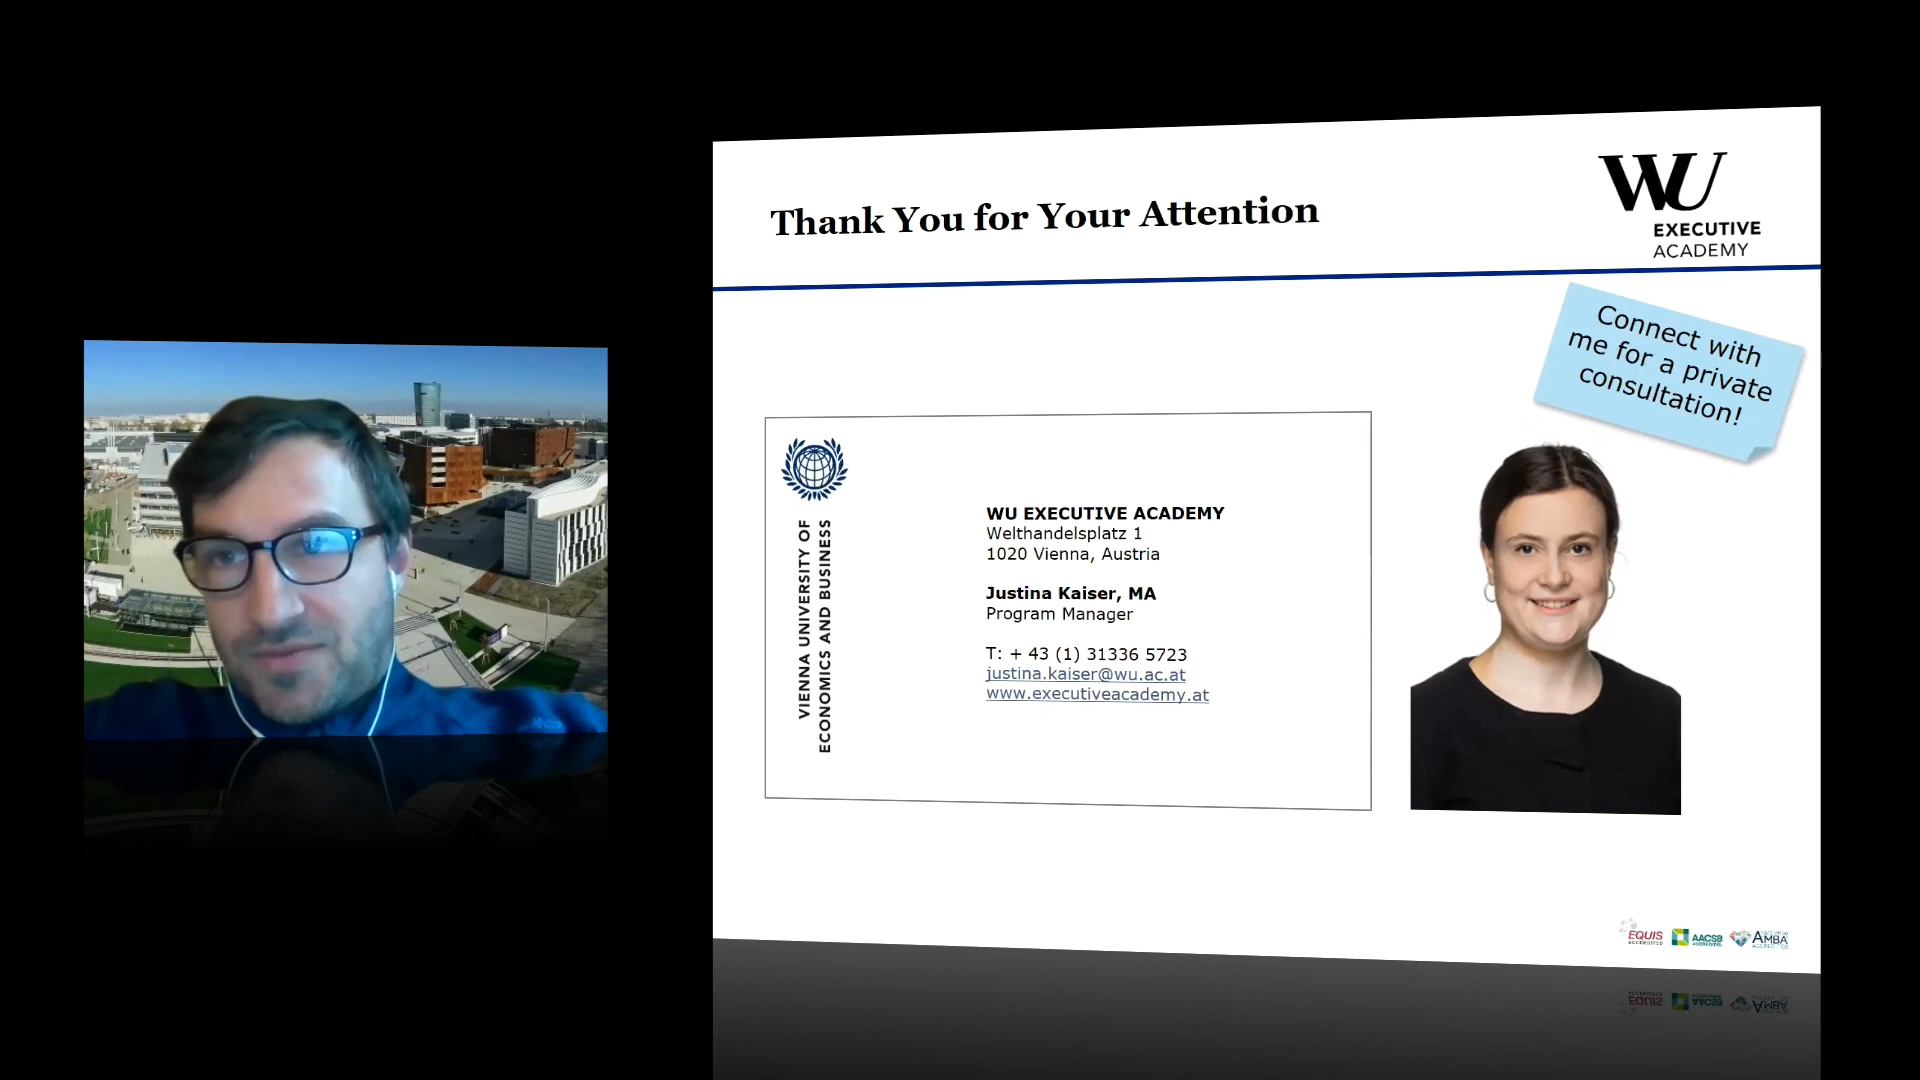 Thank You for Your Attention
WU
EXECUTIVE
ACADEMY
Connect with
me for a private
consultation!
VIENNA UNIVERSITY OF
ECONOMICS AND BUSINESS
WU EXECUTIVE ACADEMY
Welthandelsplatz 1
1020 Vienna, Austria
Justina Kaiser, MA
Program Manager
T: + 43 (1) 31336 5723
justina.kaiser@wu.ac.at
www.executiveacademy.at
EQUIS
ACCREDITED
AACSB
ACCREDITED
AMBA
ACCREDITED